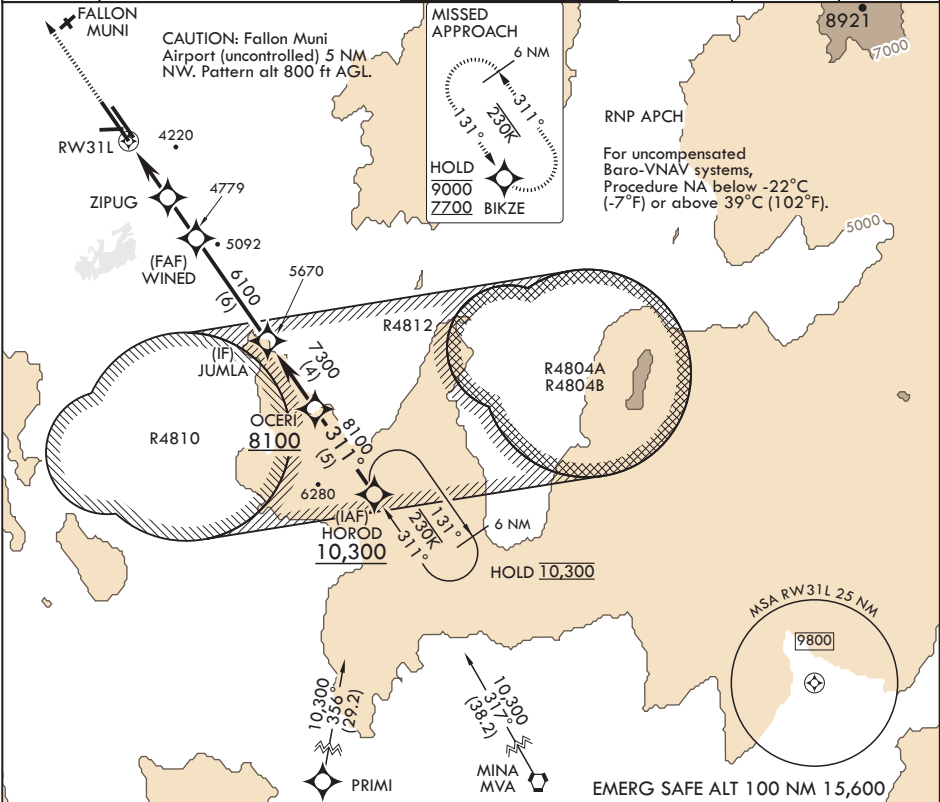 FALLON
MUNI
CAUTION: Fallon Muni
Airport (uncontrolled) 5 NM
NW. Pattern alt 800 ft AGL.
MISSED
APPROACH
6 NM
311°
230K
131°
HOLD
9000
7700
BIKZE
8921
7000
RNP APCH
For uncompensated
Baro-VNAV systems,
Procedure NA below -22°C
(-7°F) or above 39°C (102°F).
5000
RW31L
4220
ZIPUG
4779
5092
(FAF)
WINED
6100
(6)
5670
(IF)
JUMLA
7300
(4)
R4812
R4804A
R4804B
R4810
OCERI
8100
8100
311°
(5)
6280
(IAF)
HOROD
10,300
131°
230K
311°
6 NM
HOLD 10,300
MSA RW31L 25 NM
9800
10,300
356°
(29.2)
PRIMI
10,300
317°
(38.2)
MINA
MVA
EMERG SAFE ALT 100 NM 15,600